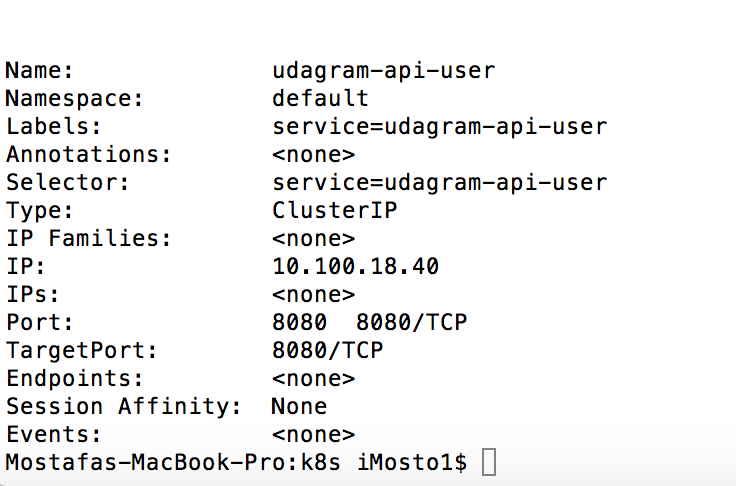 Name: udagram-api-user
Namespace: default
Labels: service=udagram-api-user
Annotations: <none>
Selector: service=udagram-api-user
Type: ClusterIP
IP Families: <none>
IP: 10.100.18.40
IPs: <none>
Port: 8080 8080/TCP
TargetPort: 8080/TCP
Endpoints: <none>
Session Affinity: None
Events: <none>
Mostafas-MacBook-Pro:k8s iMosto1$